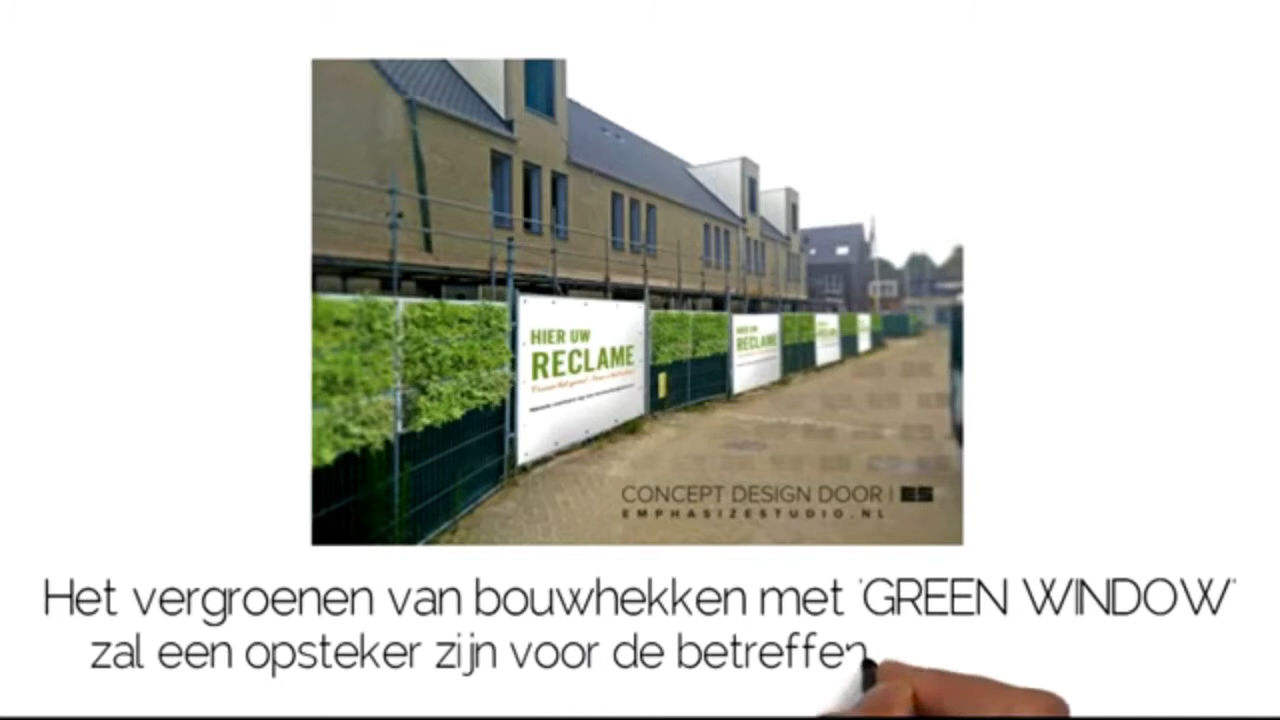 HIER UW
RECLAME
HIER UW
RECLAME
RECLAME
CONCEPT DESIGN DOOR | ES
EMPHASIZESTUDIO.NL
Het vergroenen van bouwhekken met 'GREEN WINDOW'
zal een opsteker zijn voor de betreffen